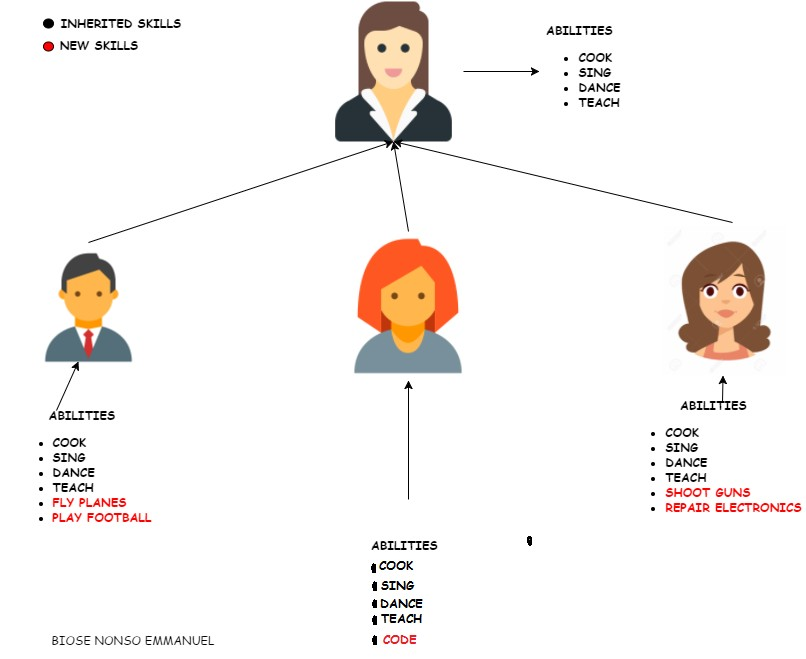 INHERITED SKILLS
NEW SKILLS
ABILITIES
COOK
SING
DANCE
TEACH
ABILITIES
COOK
SING
DANCE
TEACH
FLY PLANES
PLAY FOOTBALL
ABILITIES
COOK
SING
DANCE
TEACH
CODE
ABILITIES
COOK
SING
DANCE
TEACH
SHOOT GUNS
REPAIR ELECTRONICS
BIOSE NONSO EMMANUEL